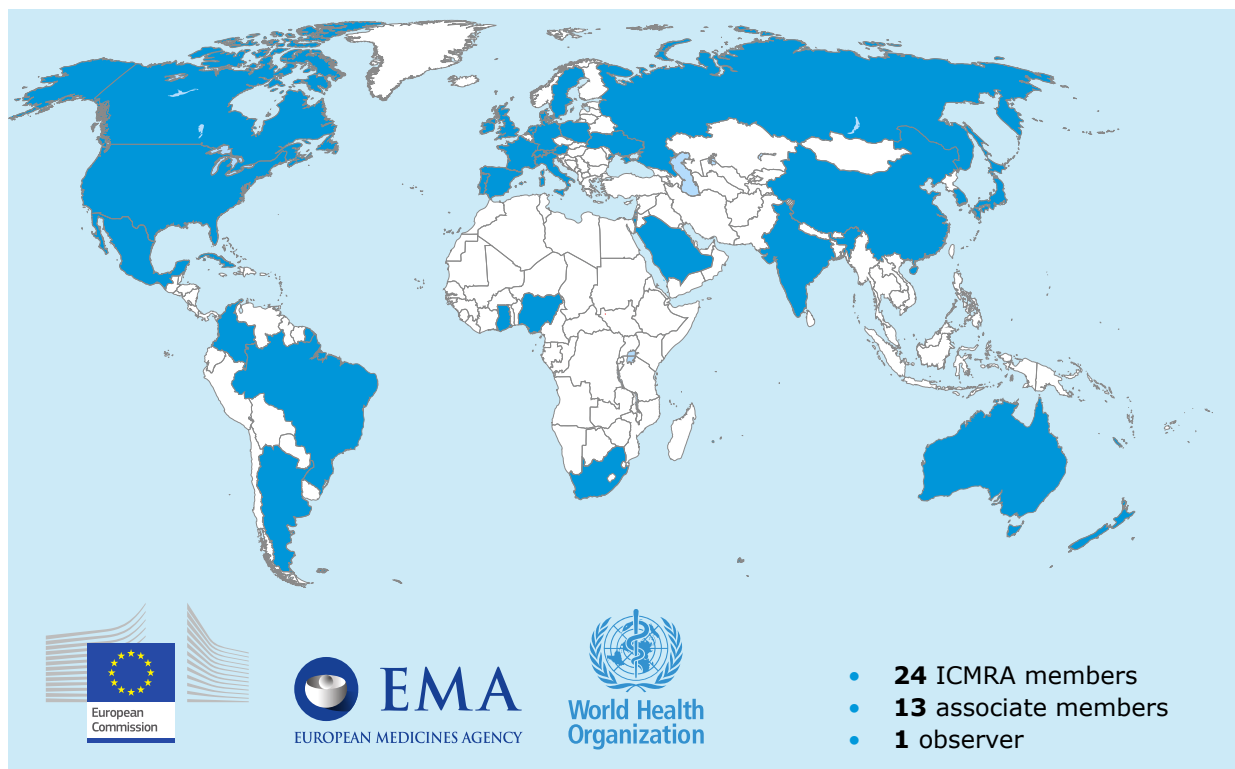 European
Commission
EMA
EUROPEAN MEDICINES AGENCY
World Health
Organization
• 24 ICMRA members
• 13 associate members
• 1 observer